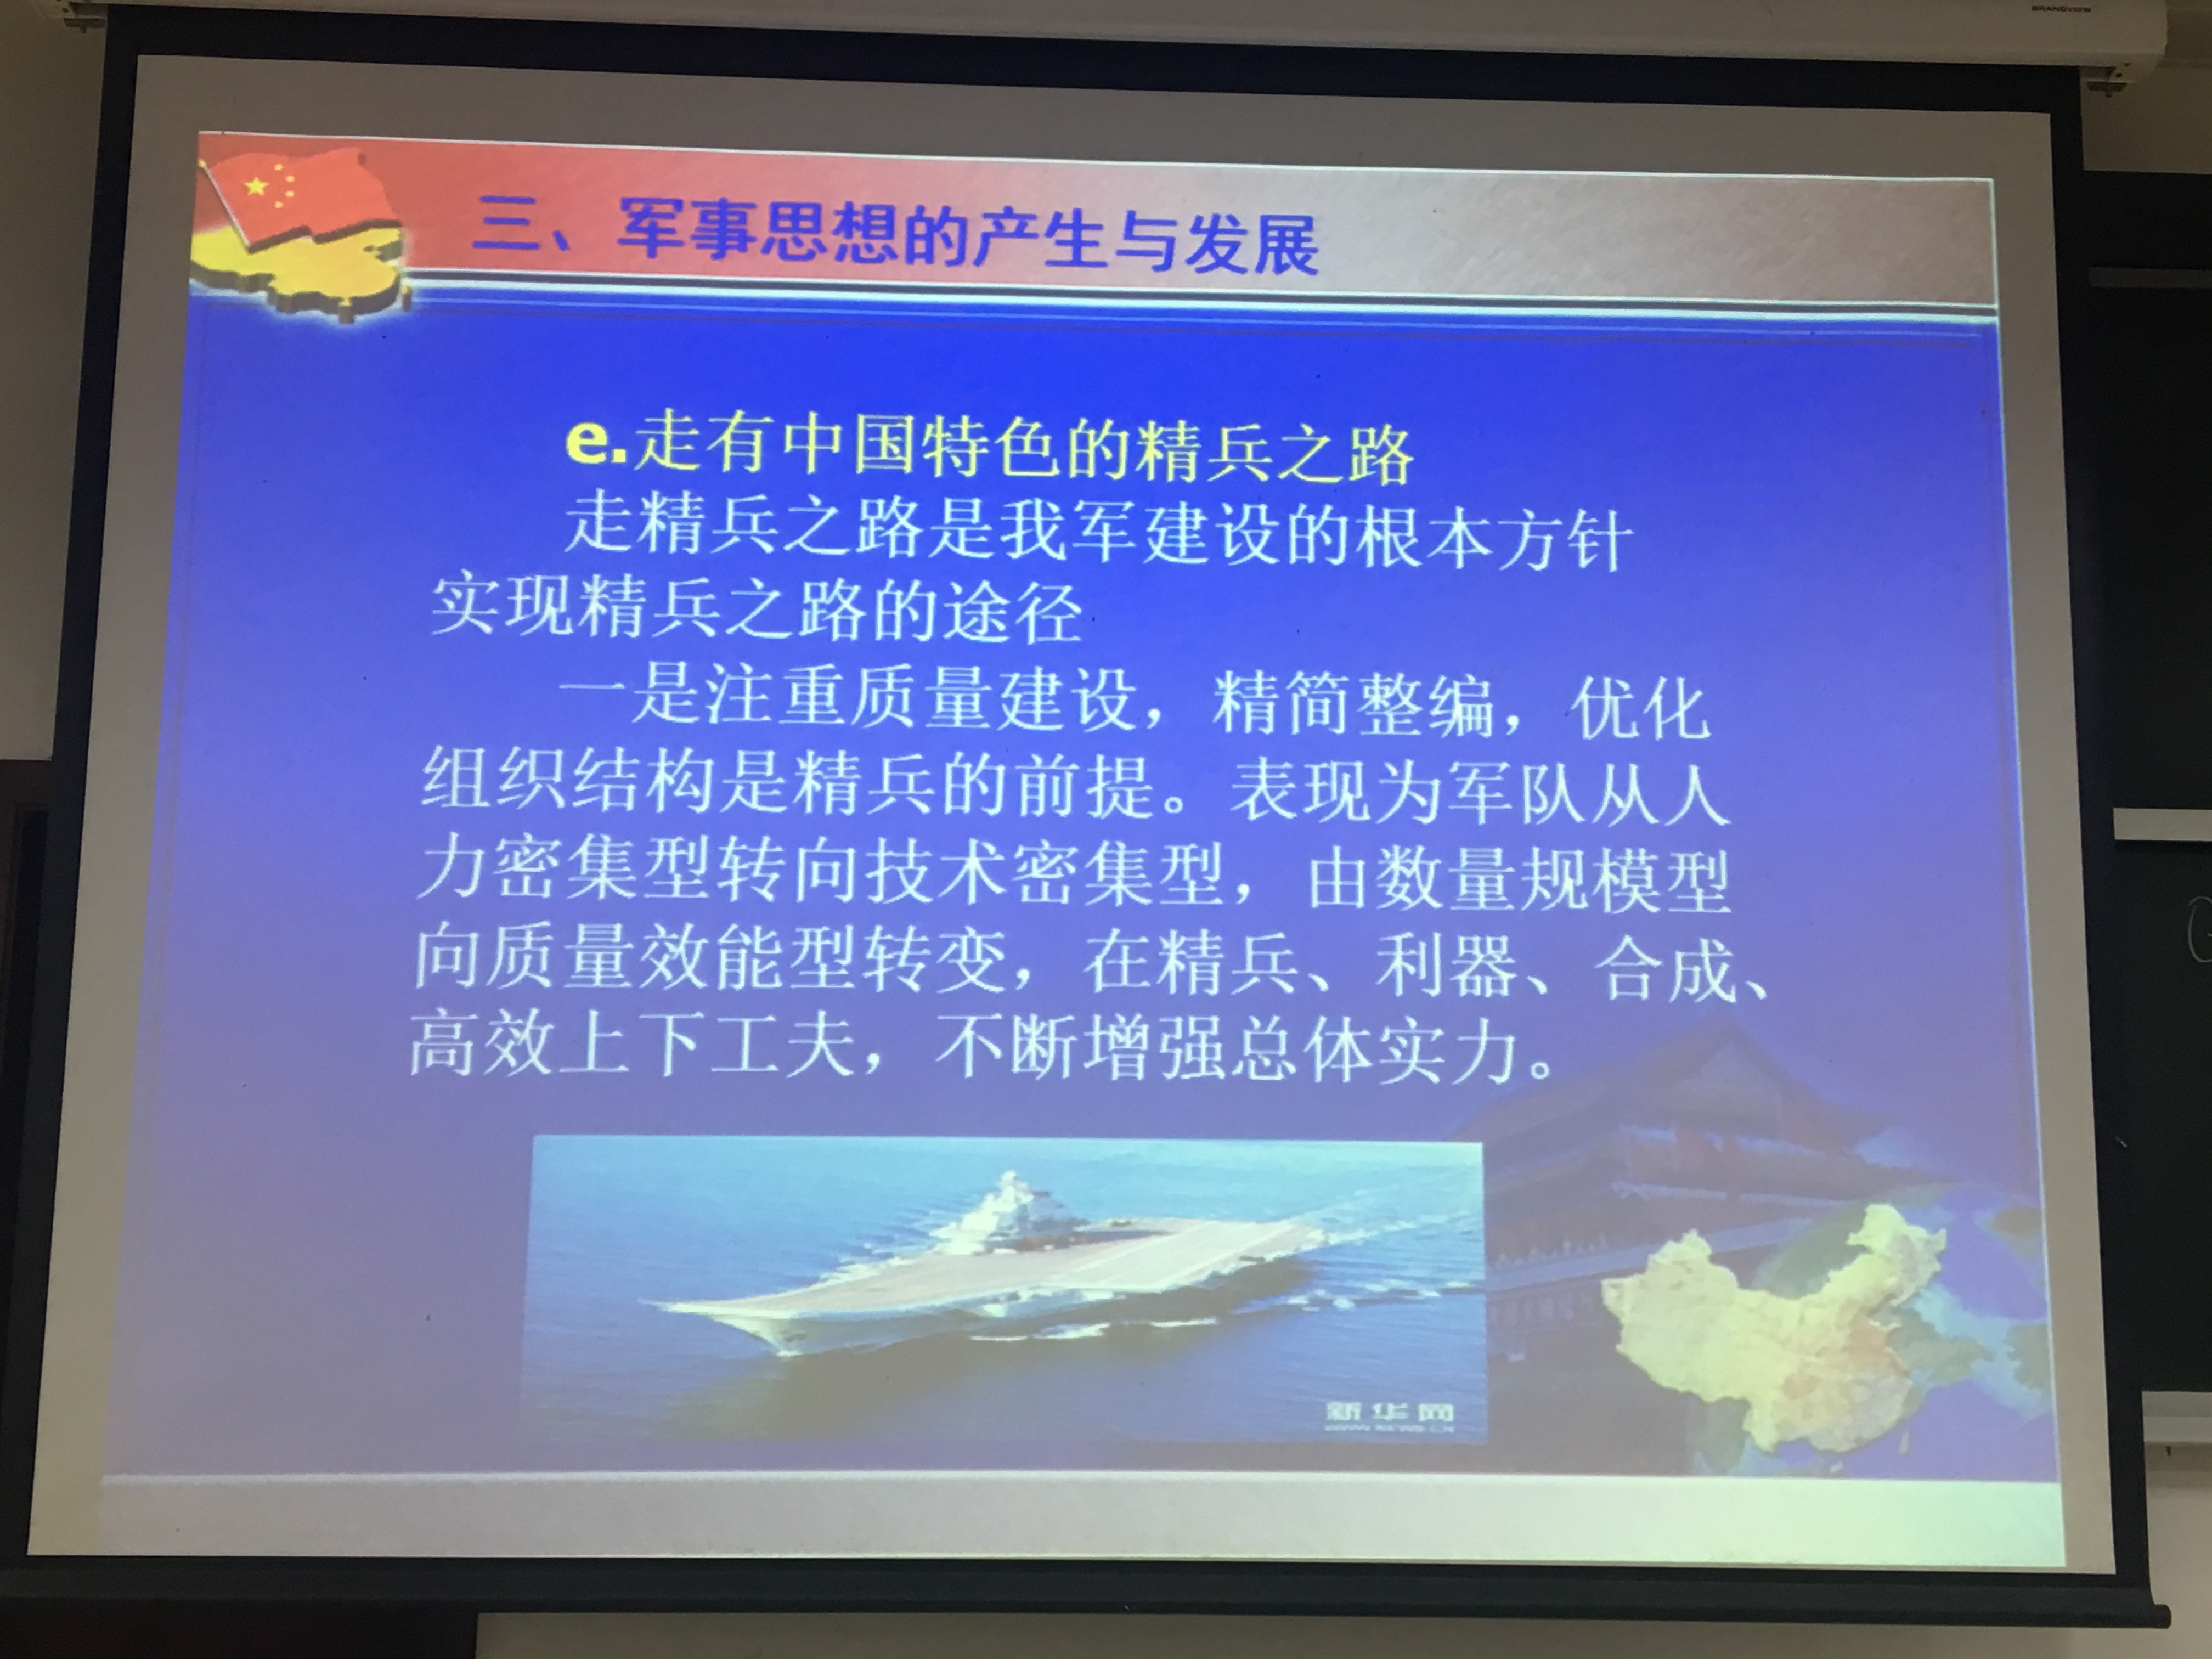 GRANDVIEW
三、军事思想的产生与发展
e.走有中国特色的精兵之路
走精兵之路是我军建设的根本方针
实现精兵之路的途径
一是注重质量建设，精简整编，优化
组织结构是精兵的前提。表现为军队从人
力密集型转向技术密集型，由数量规模型
向质量效能型转变，在精兵、利器、合成、
高效上下工夫，不断增强总体实力。
新华网
WWW.NEWS.CN